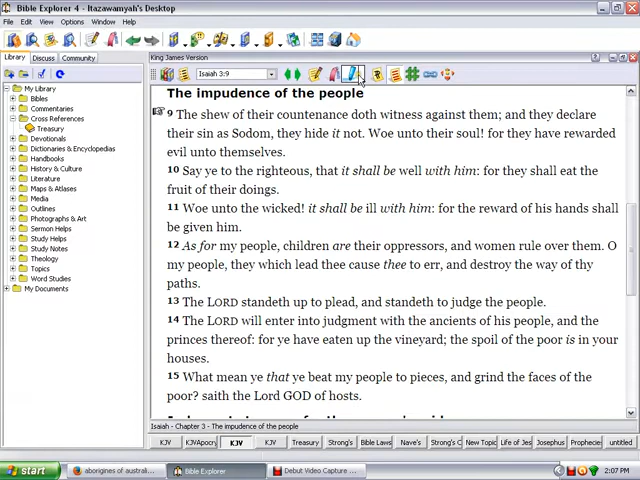 Bible Explorer 4 - Itazawamyah's Desktop
File Edit View Options Window Help
Library Discuss Community
King James Version
Isaiah 3:9
My Library
Bibles
Commentaries
Cross References
Treasury
Devotionals
Dictionaries & Encyclopedias
Handbooks
History & Culture
Literature
Maps & Atlases
Media
Outlines
Photographs & Art
Sermon Helps
Study Helps
Study Notes
Theology
Topics
Word Studies
My Documents
The impudence of the people
9 The shew of their countenance doth witness against them; and they declare
their sin as Sodom, they hide it not. Woe unto their soul! for they have rewarded
evil unto themselves.
10 Say ye to the righteous, that it shall be well with him: for they shall eat the
fruit of their doings.
11 Woe unto the wicked! it shall be ill with him: for the reward of his hands shall
be given him.
12 As for my people, children are their oppressors, and women rule over them. O
my people, they which lead thee cause thee to err, and destroy the way of thy
paths.
13 The LORD standeth up to plead, and standeth to judge the people.
14 The LORD will enter into judgment with the ancients of his people, and the
princes thereof: for ye have eaten up the vineyard; the spoil of the poor is in your
houses.
15 What mean ye that ye beat my people to pieces, and grind the faces of the
poor? saith the Lord GOD of hosts.
Isaiah - Chapter 3 - The impudence of the people
KJV KJVApocr KJV KJV Treasury Strong's Bible Laws Nave's Strong's C New Topic Life of Jes Josephus Prophecie untitled
start aborigines of australi... Bible Explorer Debut Video Capture ... 2:07 PM